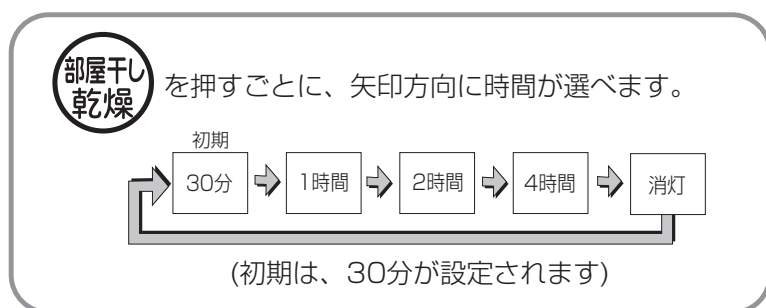 部屋干し
乾燥
を押すごとに、矢印方向に時間が選べます。
初期
30分
1時間
2時間
4時間
消灯
(初期は、30分が設定されます)